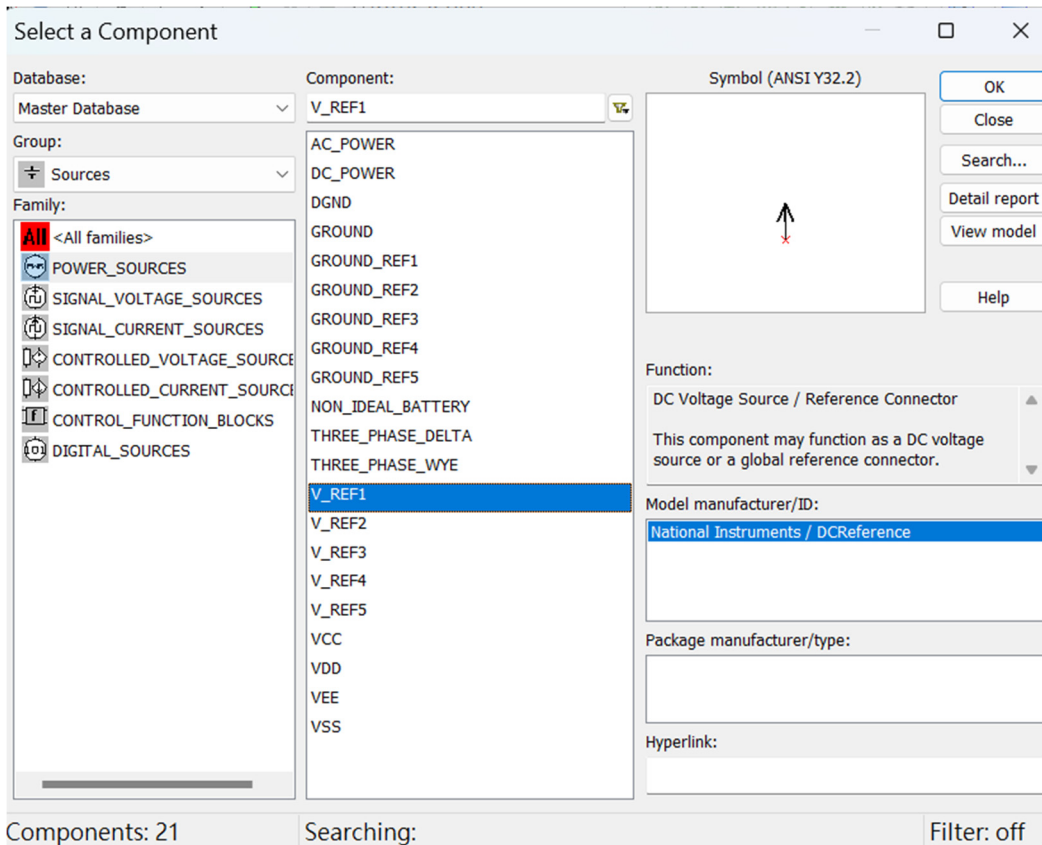 Select a Component
Database:
Master Database
Group:
Sources
Family:
All <All families>
POWER_SOURCES
SIGNAL_VOLTAGE_SOURCES
SIGNAL_CURRENT_SOURCES
CONTROLLED_VOLTAGE_SOURCE
CONTROLLED_CURRENT_SOURCE
CONTROL_FUNCTION_BLOCKS
DIGITAL_SOURCES
Component:
V_REF1
AC_POWER
DC_POWER
DGND
GROUND
GROUND_REF1
GROUND_REF2
GROUND_REF3
GROUND_REF4
GROUND_REF5
NON_IDEAL_BATTERY
THREE_PHASE_DELTA
THREE_PHASE_WYE
V_REF1
V_REF2
V_REF3
V_REF4
V_REF5
VCC
VDD
VEE
VSS
Symbol (ANSI Y32.2)
OK
Close
Search...
Detail report
View model
Help
Function:
DC Voltage Source / Reference Connector
This component may function as a DC voltage
source or a global reference connector.
Model manufacturer/ID:
National Instruments / DCReference
Package manufacturer/type:
Hyperlink:
Components: 21
Searching:
Filter: off